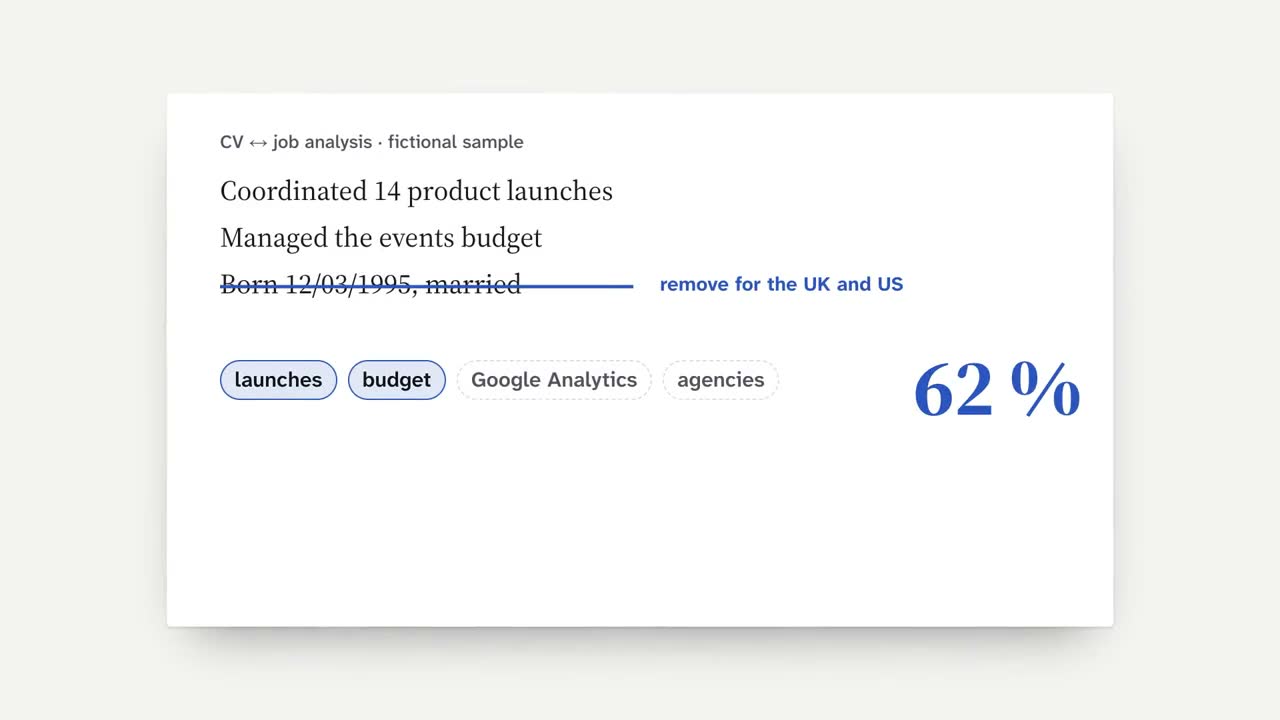 CV ↔ job analysis · fictional sample
Coordinated 14 product launches
Managed the events budget
Born 12/03/1995, married remove for the UK and US
launches budget Google Analytics agencies 62 %